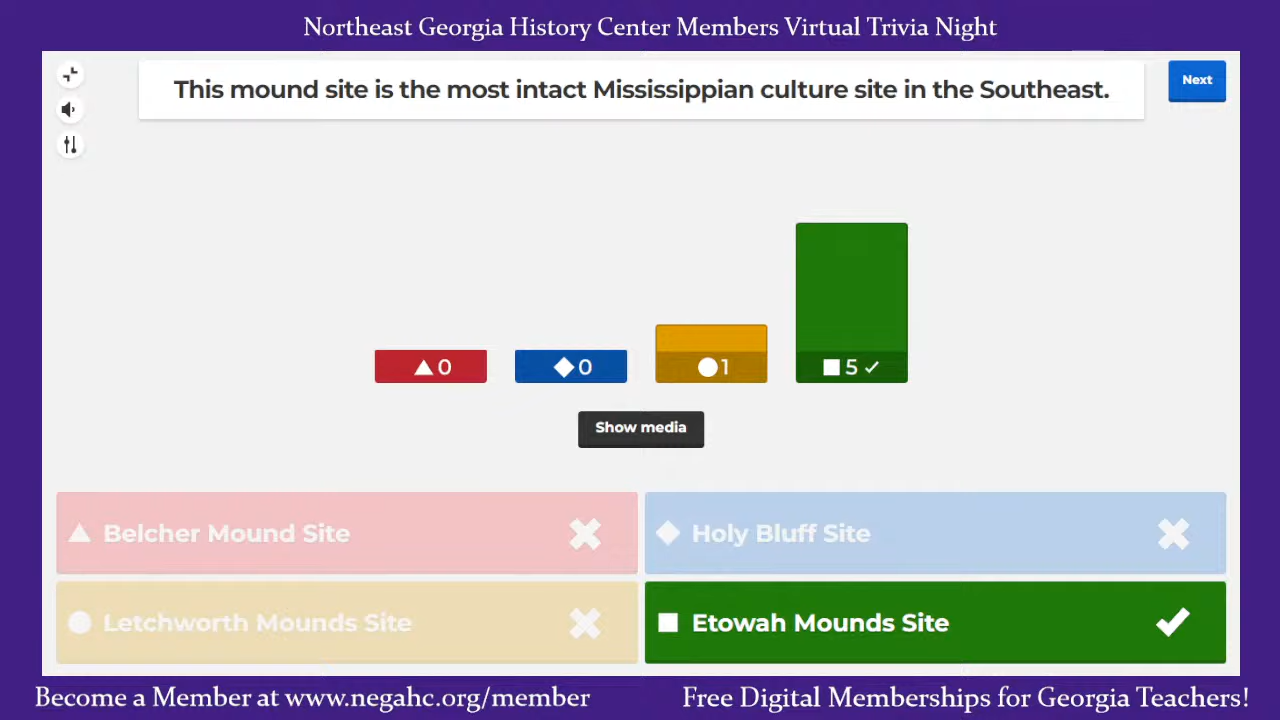 Northeast Georgia History Center Members Virtual Trivia Night
This mound site is the most intact Mississippian culture site in the Southeast.
Next
0
0
1
5
Show media
Belcher Mound Site
Holy Bluff Site
Letchworth Mounds Site
Etowah Mounds Site
Become a Member at www.negahc.org/member
Free Digital Memberships for Georgia Teachers!